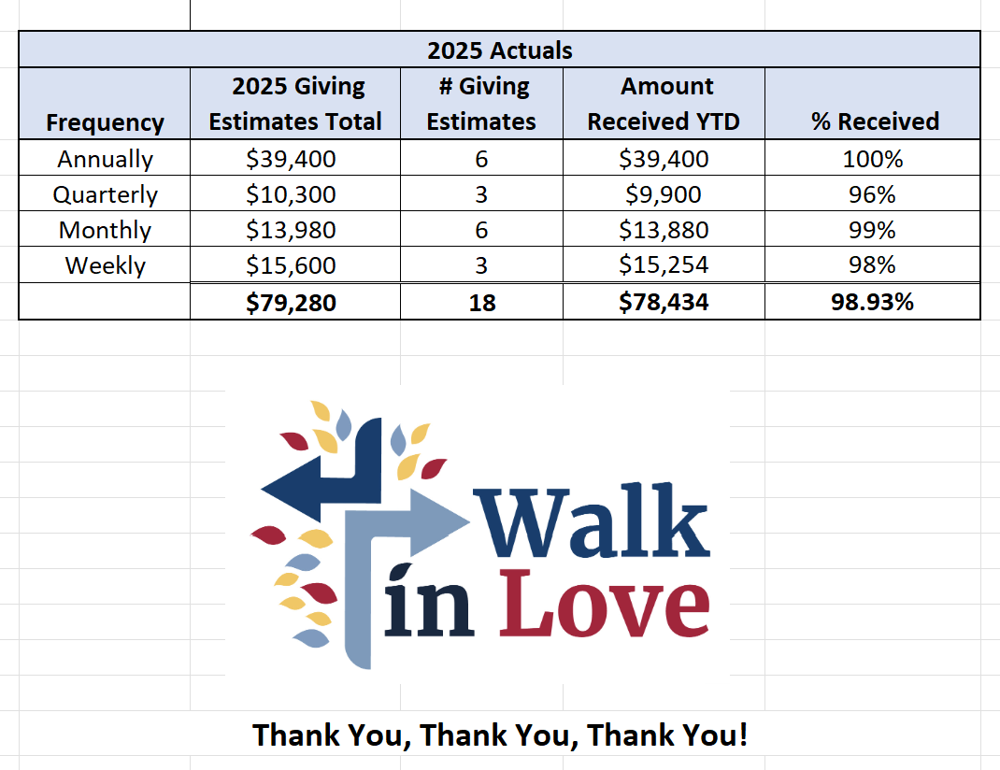 2025 Actuals
Frequency 2025 Giving Estimates Total # Giving Estimates Amount Received YTD % Received
Annually $39,400 6 $39,400 100%
Quarterly $10,300 3 $9,900 96%
Monthly $13,980 6 $13,880 99%
Weekly $15,600 3 $15,254 98%
$79,280 18 $78,434 98.93%
Walk
in Love
Thank You, Thank You, Thank You!